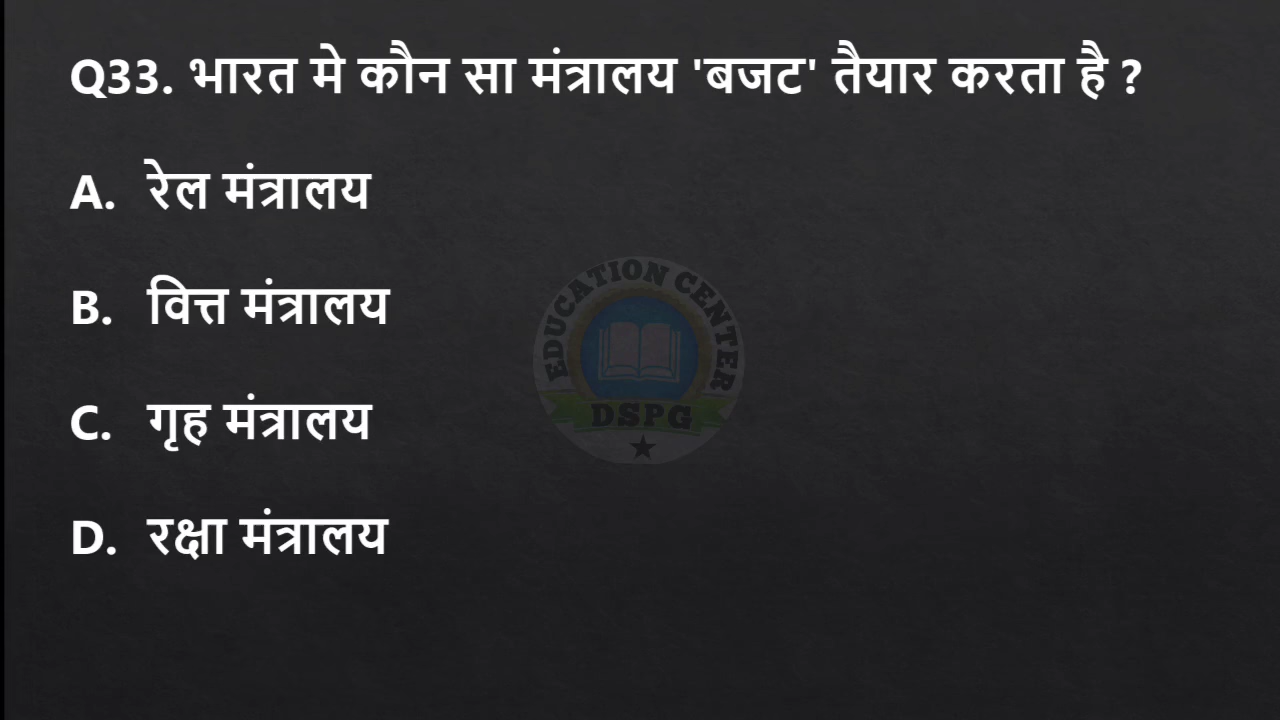 Q33. भारत मे कौन सा मंत्रालय 'बजट' तैयार करता है ?
A. रेल मंत्रालय
B. वित्त मंत्रालय
EDUCATION CENTER
DSPG
C. गृह मंत्रालय
D. रक्षा मंत्रालय